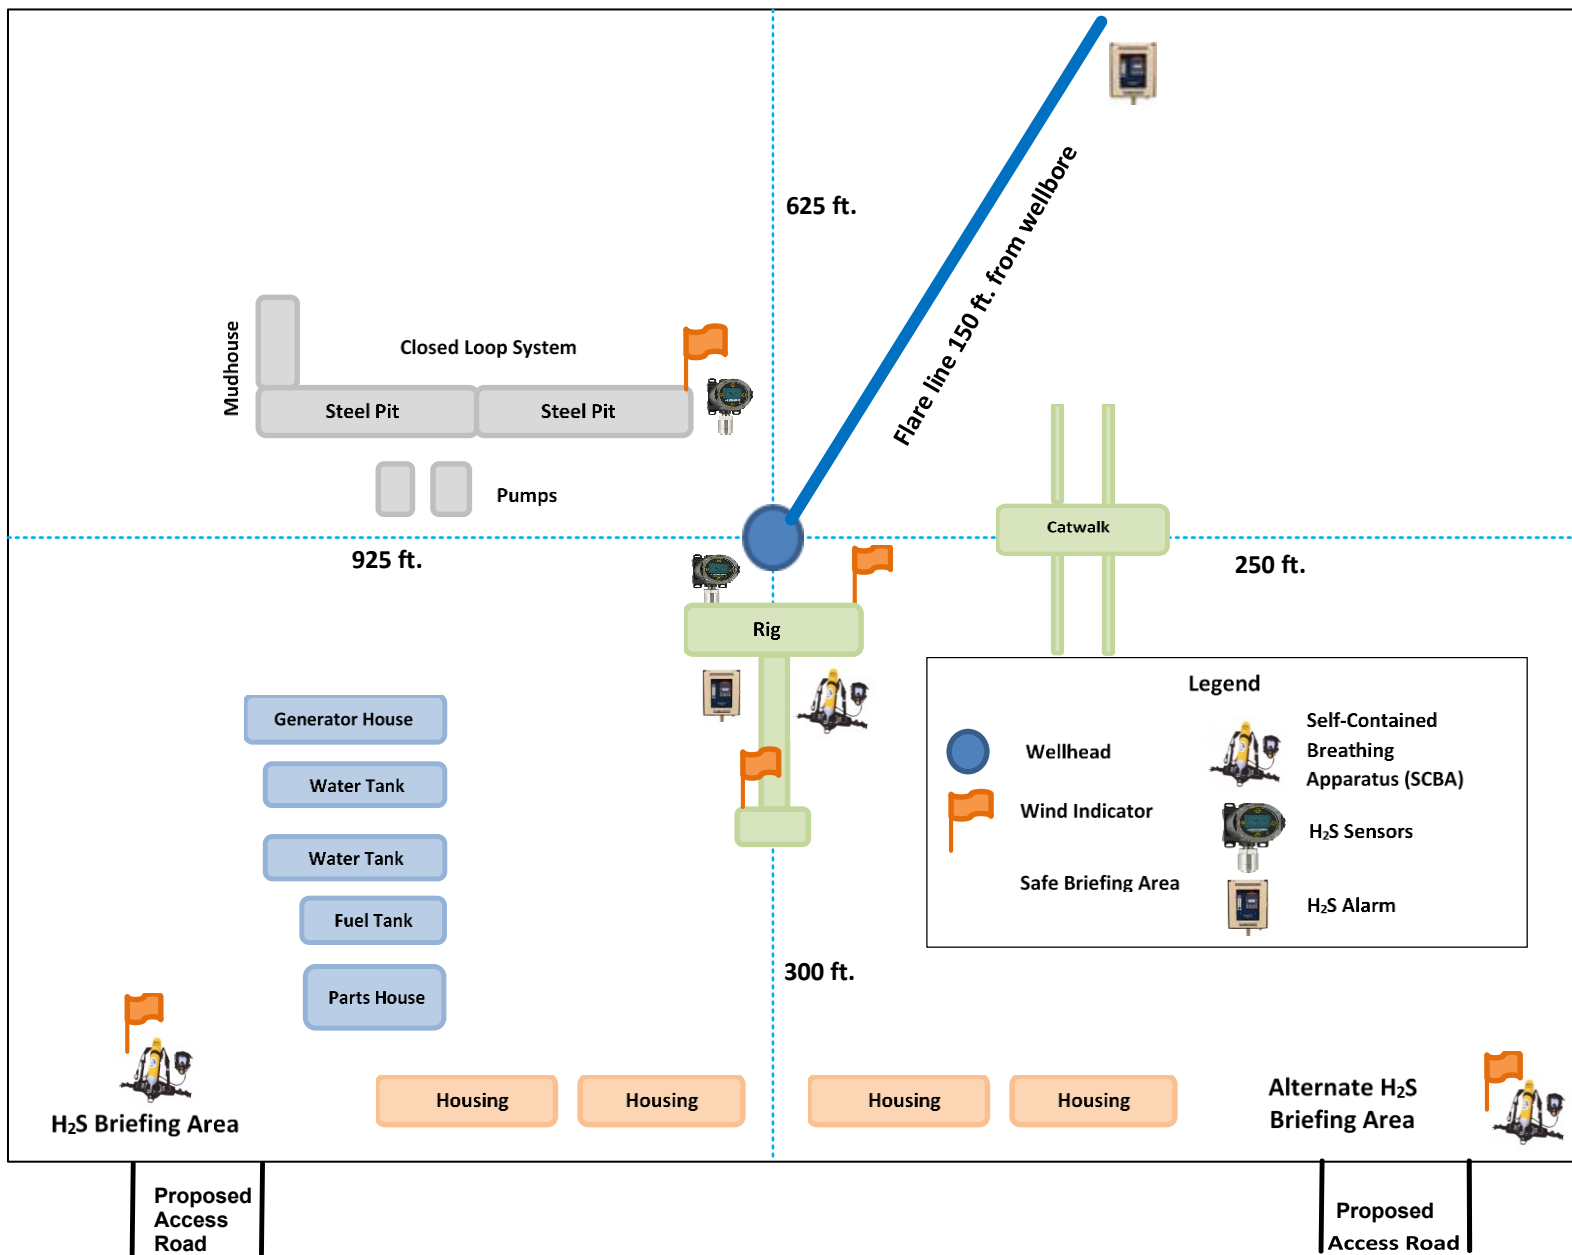 625 ft.
Flare line 150 ft. from wellbore
Mudhouse
Closed Loop System
Steel Pit
Steel Pit
Pumps
Catwalk
925 ft.
250 ft.
Rig
Legend
Wellhead
Self-Contained
Breathing
Apparatus (SCBA)
Wind Indicator
H₂S Sensors
Safe Briefing Area
H₂S Alarm
Generator House
Water Tank
Water Tank
Fuel Tank
Parts House
300 ft.
H₂S Briefing Area
Housing
Housing
Housing
Housing
Alternate H₂S
Briefing Area
Proposed
Access
Road
Proposed
Access Road